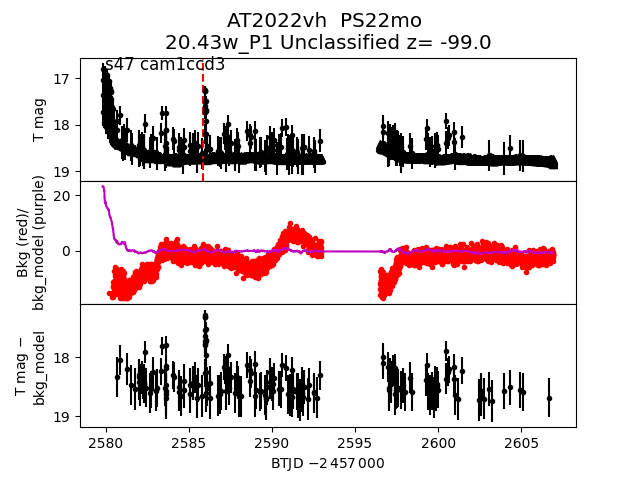 AT2022vh PS22mo
20.43w_P1 Unclassified z= -99.0
s47 cam1ccd3
T mag
17
18
19
Bkg (red)/
bkg_model (purple)
20
0
T mag −
bkg_model
18
19
2580
2585
2590
2595
2600
2605
BTJD −2 457 000